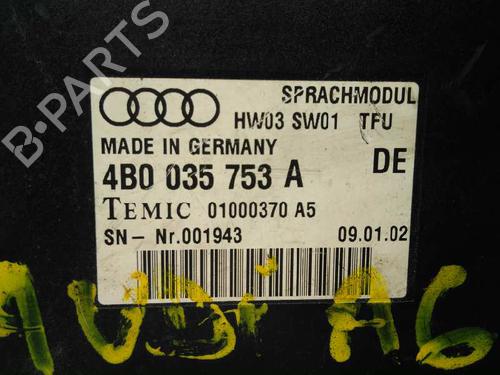 SPRACHMODUL
HW03 SW01 TFU
MADE IN GERMANY
DE
4B0 035 753 A
TEMIC 01000370 A5
SN- Nr.001943 09.01.02
AUDI A6
B-PARTS